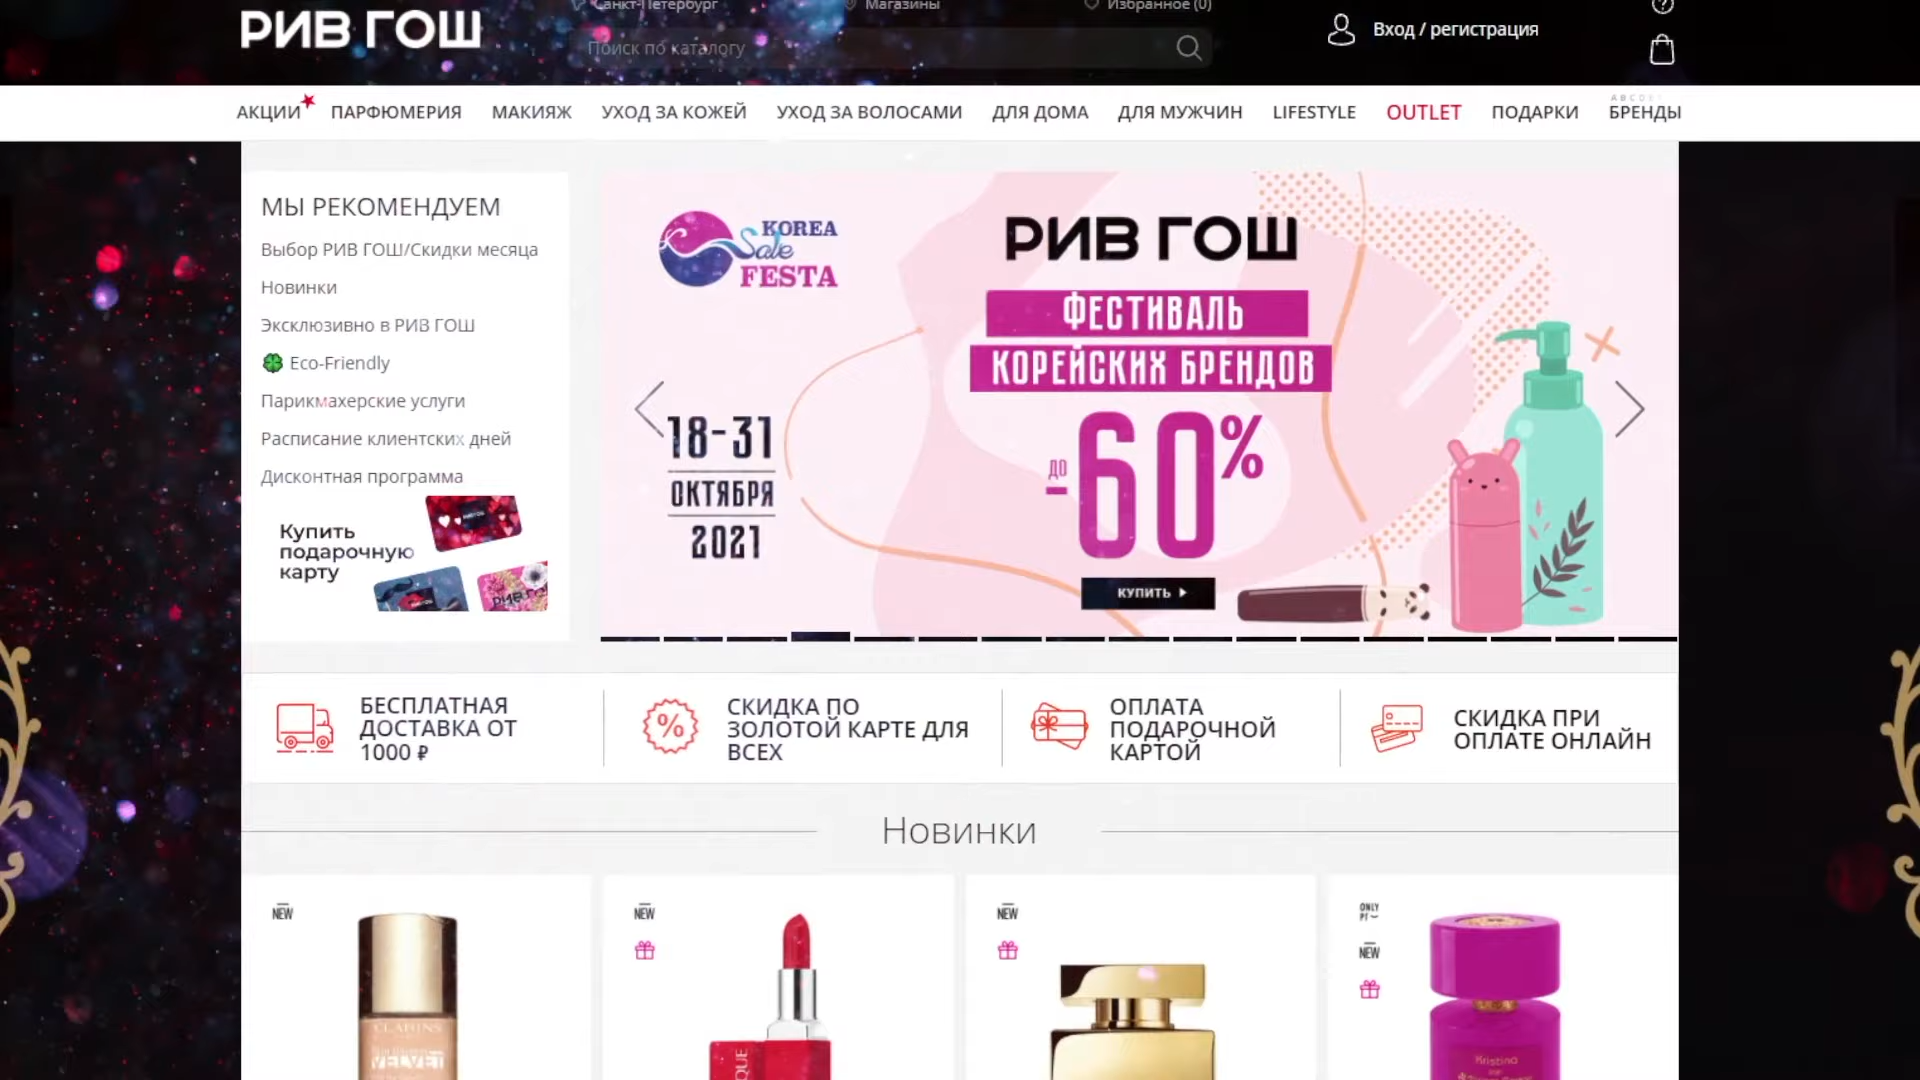 РИВ ГОШ
Санкт-Петербург
Магазины
Избранное (0)
Поиск по каталогу
Вход / регистрация
АКЦИИ
ПАРФЮМЕРИЯ
МАКИЯЖ
УХОД ЗА КОЖЕЙ
УХОД ЗА ВОЛОСАМИ
ДЛЯ ДОМА
ДЛЯ МУЖЧИН
LIFESTYLE
OUTLET
ПОДАРКИ
БРЕНДЫ
МЫ РЕКОМЕНДУЕМ
Выбор РИВ ГОШ/Скидки месяца
Новинки
Эксклюзивно в РИВ ГОШ
Eco-Friendly
Парикмахерские услуги
Расписание клиентских дней
Дисконтная программа
Купить
подарочную
карту
KOREA
Sale
FESTA
18-31
ОКТЯБРЯ
2021
РИВ ГОШ
ФЕСТИВАЛЬ
КОРЕЙСКИХ БРЕНДОВ
ДО
-60%
КУПИТЬ
БЕСПЛАТНАЯ
ДОСТАВКА ОТ
1000 ₽
%
СКИДКА ПО
ЗОЛОТОЙ КАРТЕ ДЛЯ
ВСЕХ
ОПЛАТА
ПОДАРОЧНОЙ
КАРТОЙ
СКИДКА ПРИ
ОПЛАТЕ ОНЛАЙН
Новинки
NEW
CLARINS
VELVET
NEW
NEW
ONLY
РГ
NEW
Kristina